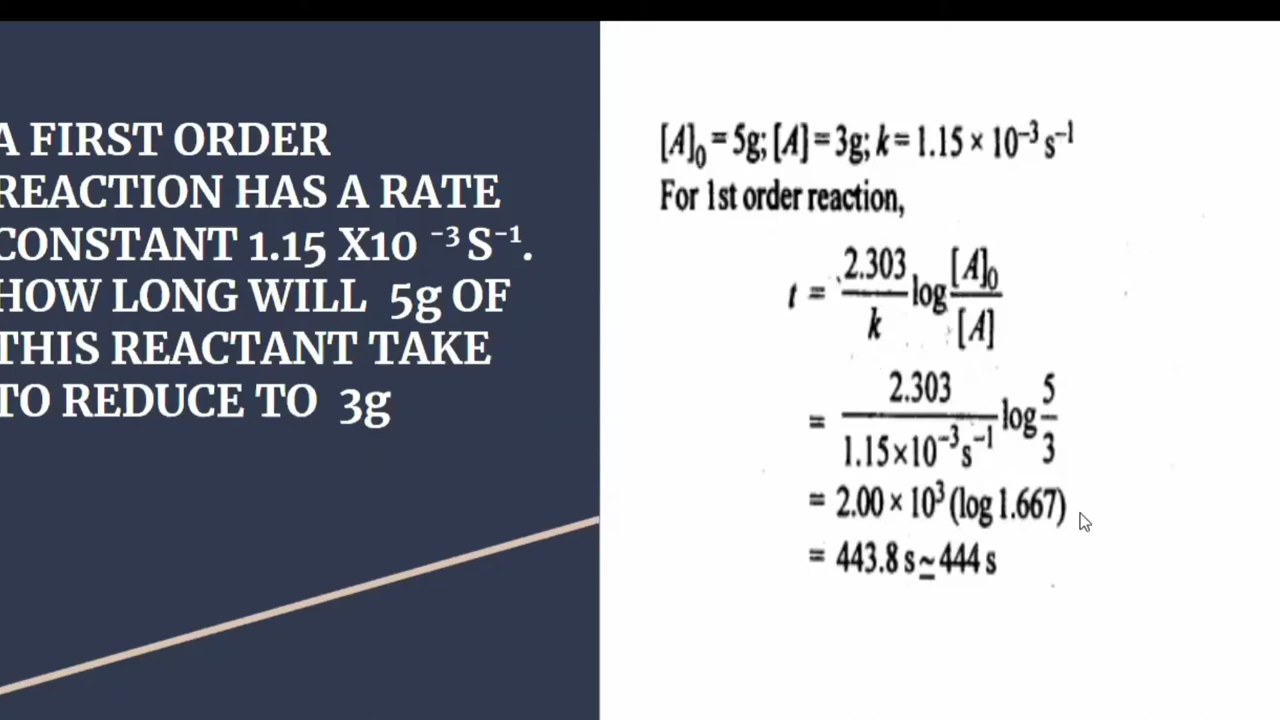 A FIRST ORDER
REACTION HAS A RATE
CONSTANT 1.15 X10 ⁻³ S⁻¹.
HOW LONG WILL 5g OF
THIS REACTANT TAKE
TO REDUCE TO 3g
[A]₀ = 5g; [A] = 3g; k = 1.15 × 10⁻³ s⁻¹
For 1st order reaction,
t = 2.303/k log [A]₀/[A]
= 2.303/1.15×10⁻³s⁻¹ log 5/3
= 2.00 × 10³ (log 1.667)
= 443.8 s ≃ 444 s